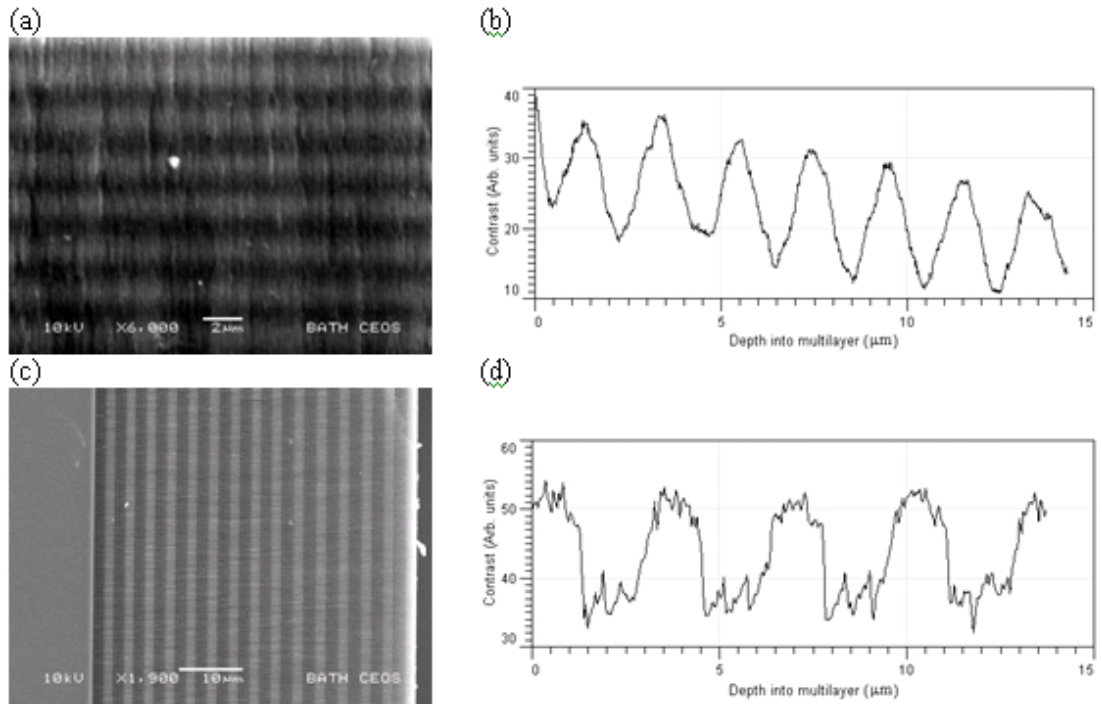 (a)
10kV X6,000 2μm BATH CEOS
(b)
40
30
20
10
Contrast (Arb. units)
0 5 10 15
Depth into multilayer (μm)
(c)
10kV X1,900 10μm BATH CEOS
(d)
60
50
40
30
Contrast (Arb. units)
0 5 10 15
Depth into multilayer (μm)